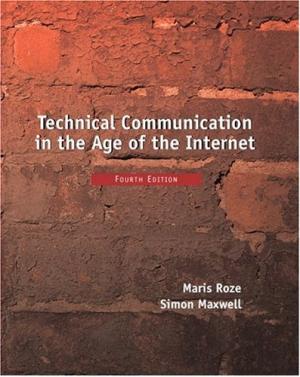 Technical Communication
in the Age of the Internet
Fourth Edition
Maris Roze
Simon Maxwell